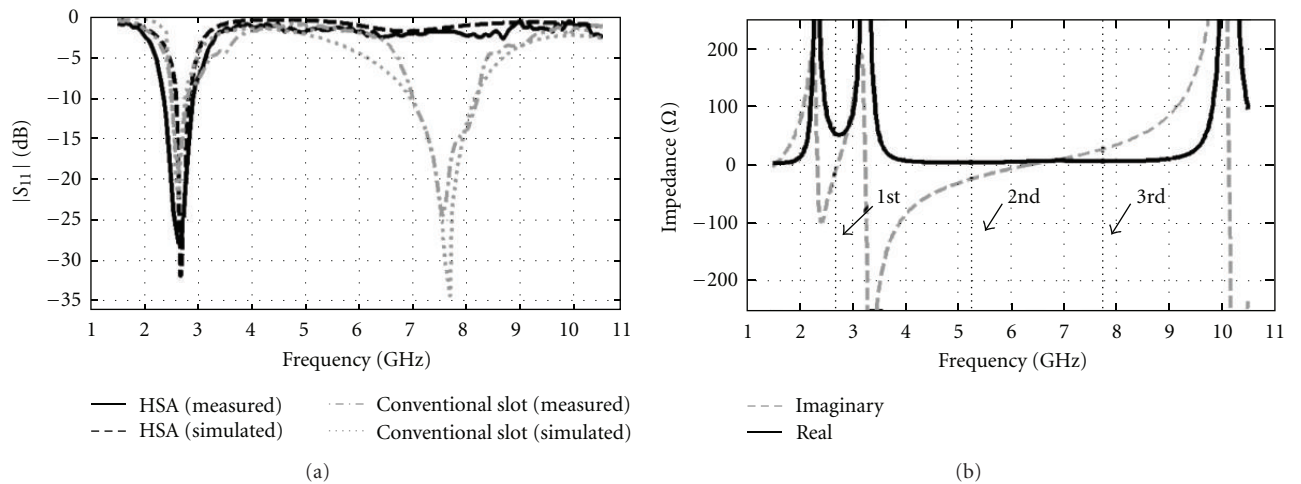 0
−5
−10
−15
−20
−25
−30
−35
|S11| (dB)
1 2 3 4 5 6 7 8 9 10 11
Frequency (GHz)
HSA (measured)
HSA (simulated)
Conventional slot (measured)
Conventional slot (simulated)
(a)
200
100
0
−100
−200
Impedance (Ω)
1st
2nd
3rd
1 2 3 4 5 6 7 8 9 10 11
Frequency (GHz)
Imaginary
Real
(b)